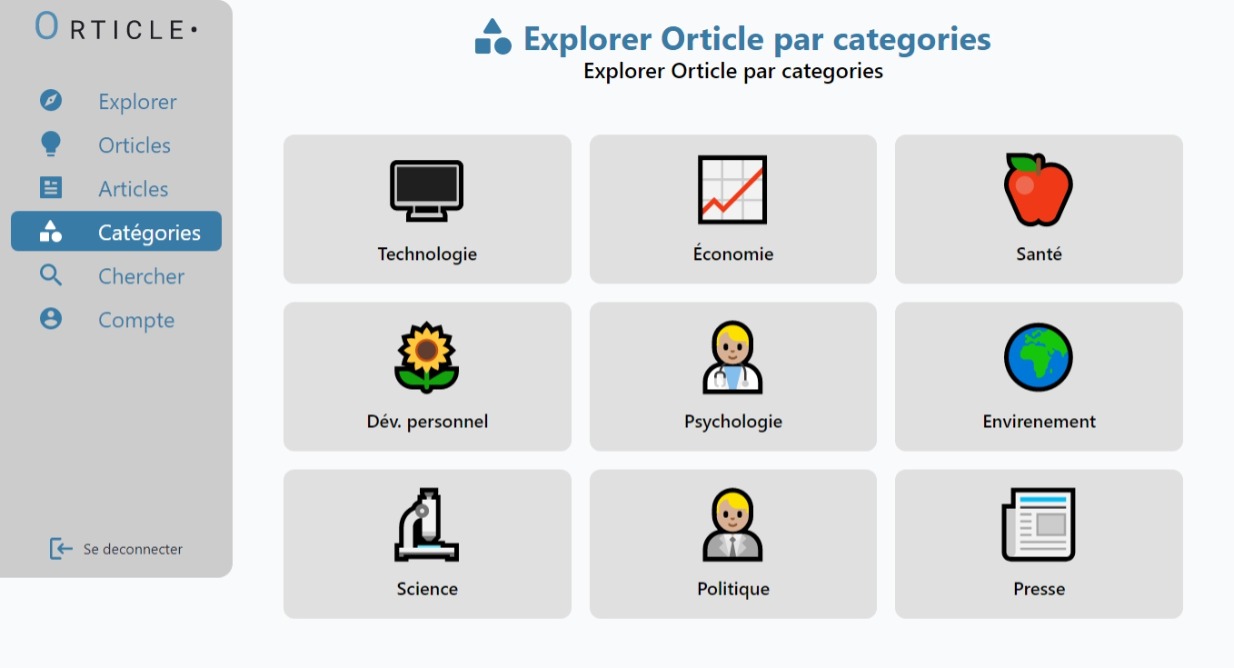 ORTICLE•
Explorer
Orticles
Articles
Catégories
Chercher
Compte
Se deconnecter
Explorer Orticle par categories
Explorer Orticle par categories
Technologie
Économie
Santé
Dév. personnel
Psychologie
Envirenement
Science
Politique
Presse